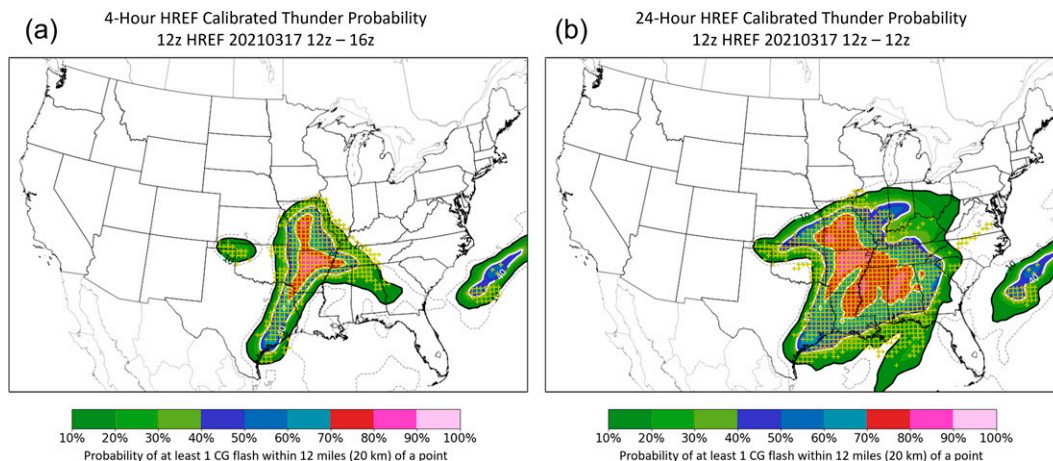 (a)
4-Hour HREF Calibrated Thunder Probability
12z HREF 20210317 12z – 16z
10% 20% 30% 40% 50% 60% 70% 80% 90% 100%
Probability of at least 1 CG flash within 12 miles (20 km) of a point
(b)
24-Hour HREF Calibrated Thunder Probability
12z HREF 20210317 12z – 12z
10% 20% 30% 40% 50% 60% 70% 80% 90% 100%
Probability of at least 1 CG flash within 12 miles (20 km) of a point